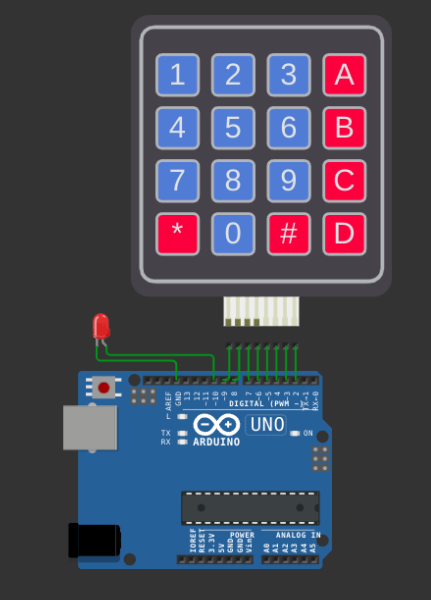 1 2 3 A
4 5 6 B
7 8 9 C
* 0 # D
AREF
GND
13
12
~11
~10
~9
8
7
~6
~5
4
~3
2
TX→1
RX←0
DIGITAL (PWM ~)
L
TX
RX
UNO
ON
ARDUINO
IOREF
RESET
3.3V
5V
GND
GND
Vin
POWER
ANALOG IN
A0
A1
A2
A3
A4
A5